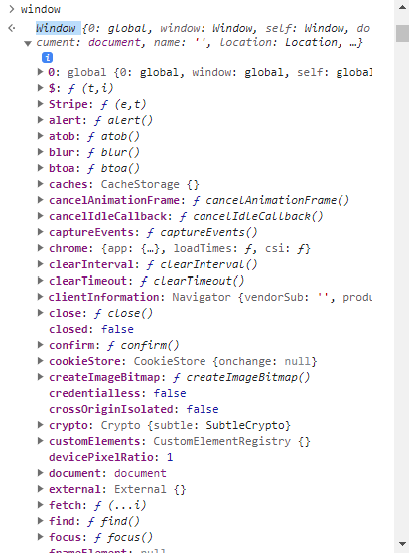 window
Window {0: global, window: Window, self: Window, do
cument: document, name: '', location: Location, …}
i
0: global {0: global, window: global, self: global
$: ƒ (t,i)
Stripe: ƒ (e,t)
alert: ƒ alert()
atob: ƒ atob()
blur: ƒ blur()
btoa: ƒ btoa()
caches: CacheStorage {}
cancelAnimationFrame: ƒ cancelAnimationFrame()
cancelIdleCallback: ƒ cancelIdleCallback()
captureEvents: ƒ captureEvents()
chrome: {app: {…}, loadTimes: ƒ, csi: ƒ}
clearInterval: ƒ clearInterval()
clearTimeout: ƒ clearTimeout()
clientInformation: Navigator {vendorSub: '', produ
close: ƒ close()
closed: false
confirm: ƒ confirm()
cookieStore: CookieStore {onchange: null}
createImageBitmap: ƒ createImageBitmap()
credentialless: false
crossOriginIsolated: false
crypto: Crypto {subtle: SubtleCrypto}
customElements: CustomElementRegistry {}
devicePixelRatio: 1
document: document
external: External {}
fetch: ƒ (...i)
find: ƒ find()
focus: ƒ focus()
frameElement: null